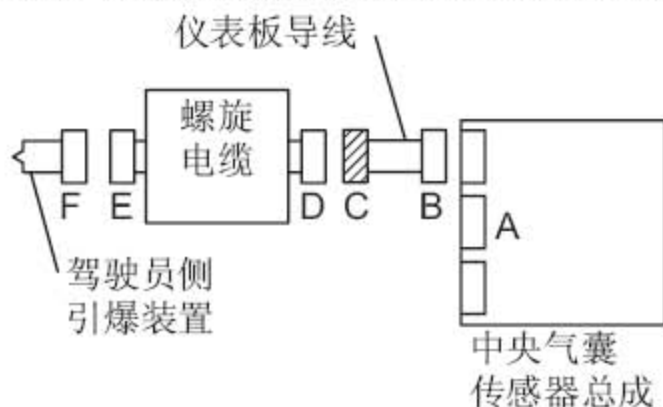 仪表板导线
螺旋
电缆
F E D C B A
驾驶员侧
引爆装置
中央气囊
传感器总成